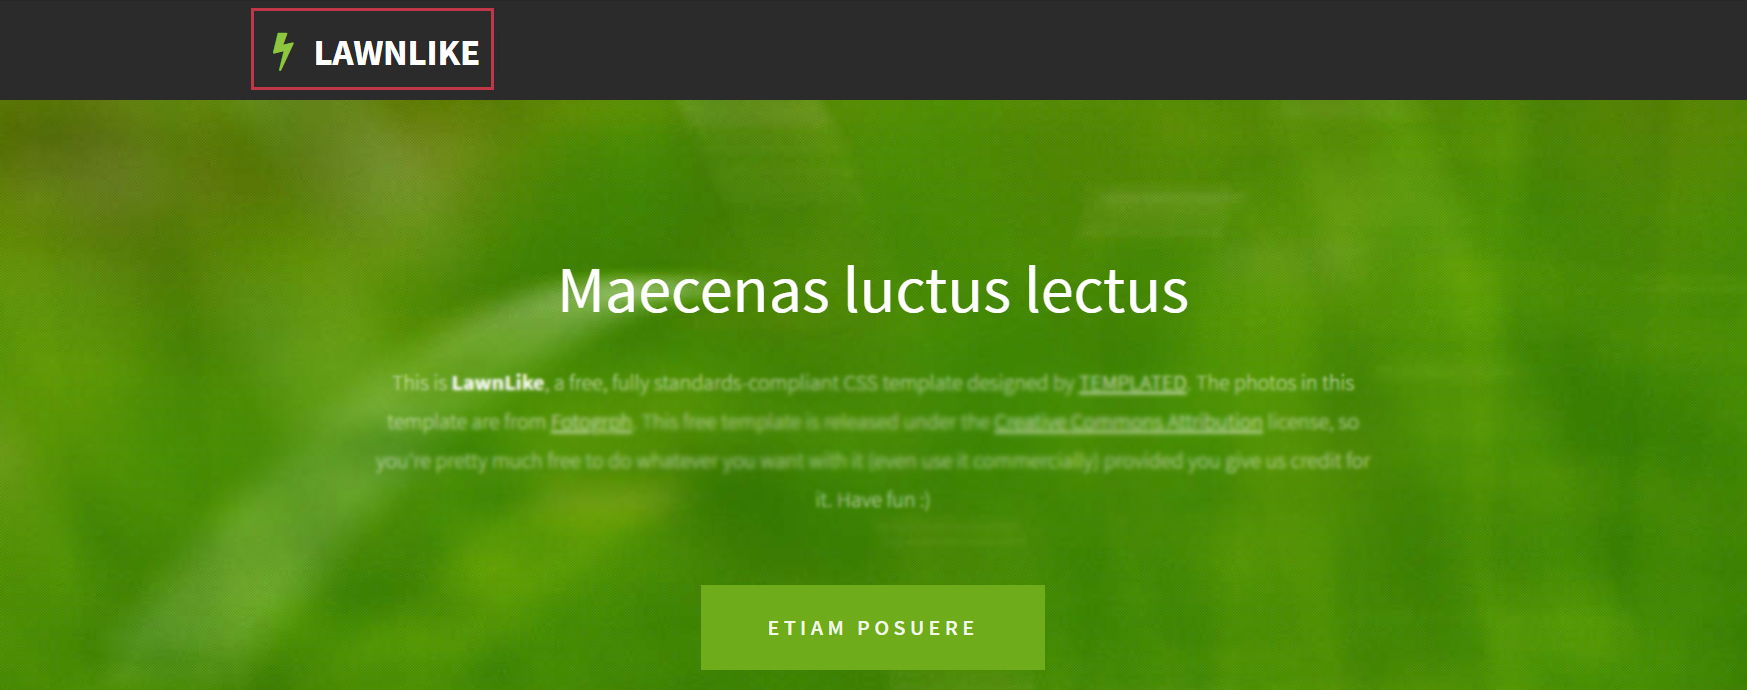 LAWNLIKE
Maecenas luctus lectus
This is LawnLike, a free, fully standards-compliant CSS template designed by TEMPLATED. The photos in this
template are from Fotogrph. This free template is released under the Creative Commons Attribution license, so
you're pretty much free to do whatever you want with it (even use it commercially) provided you give us credit for
it. Have fun :)
ETIAM POSUERE